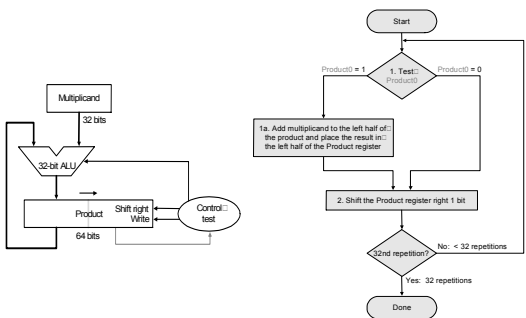 Multiplicand
32 bits
32-bit ALU
Product
Shift right
Write
64 bits
Control
test
Start
Product0 = 1
1. Test
Product0
Product0 = 0
1a. Add multiplicand to the left half of
the product and place the result in
the left half of the Product register
2. Shift the Product register right 1 bit
32nd repetition?
No: < 32 repetitions
Yes: 32 repetitions
Done